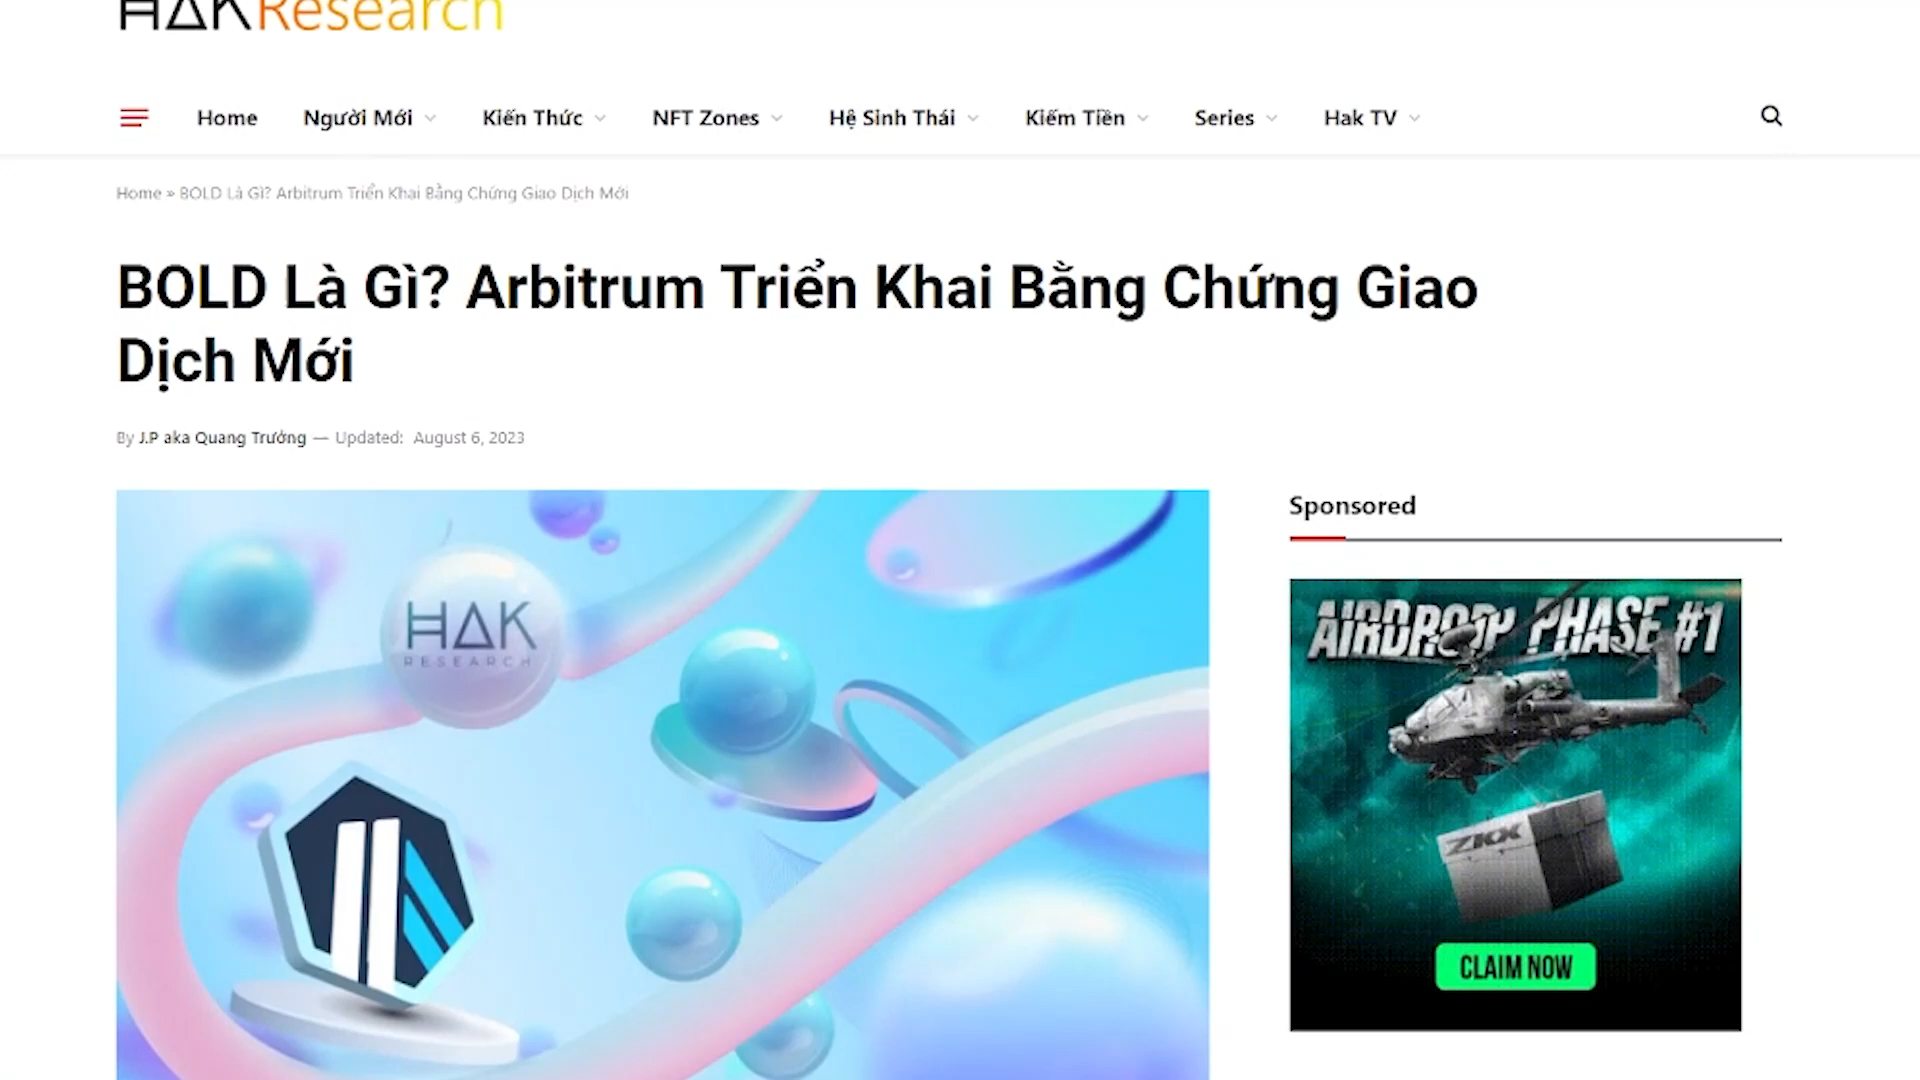 HAKResearch
Home
Người Mới
Kiến Thức
NFT Zones
Hệ Sinh Thái
Kiếm Tiền
Series
Hak TV
Home » BOLD Là Gì? Arbitrum Triển Khai Bằng Chứng Giao Dịch Mới
BOLD Là Gì? Arbitrum Triển Khai Bằng Chứng Giao
Dịch Mới
By J.P aka Quang Trưởng — Updated: August 6, 2023
Sponsored
HAK
RESEARCH
AIRDROP PHASE #1
ZKX
CLAIM NOW